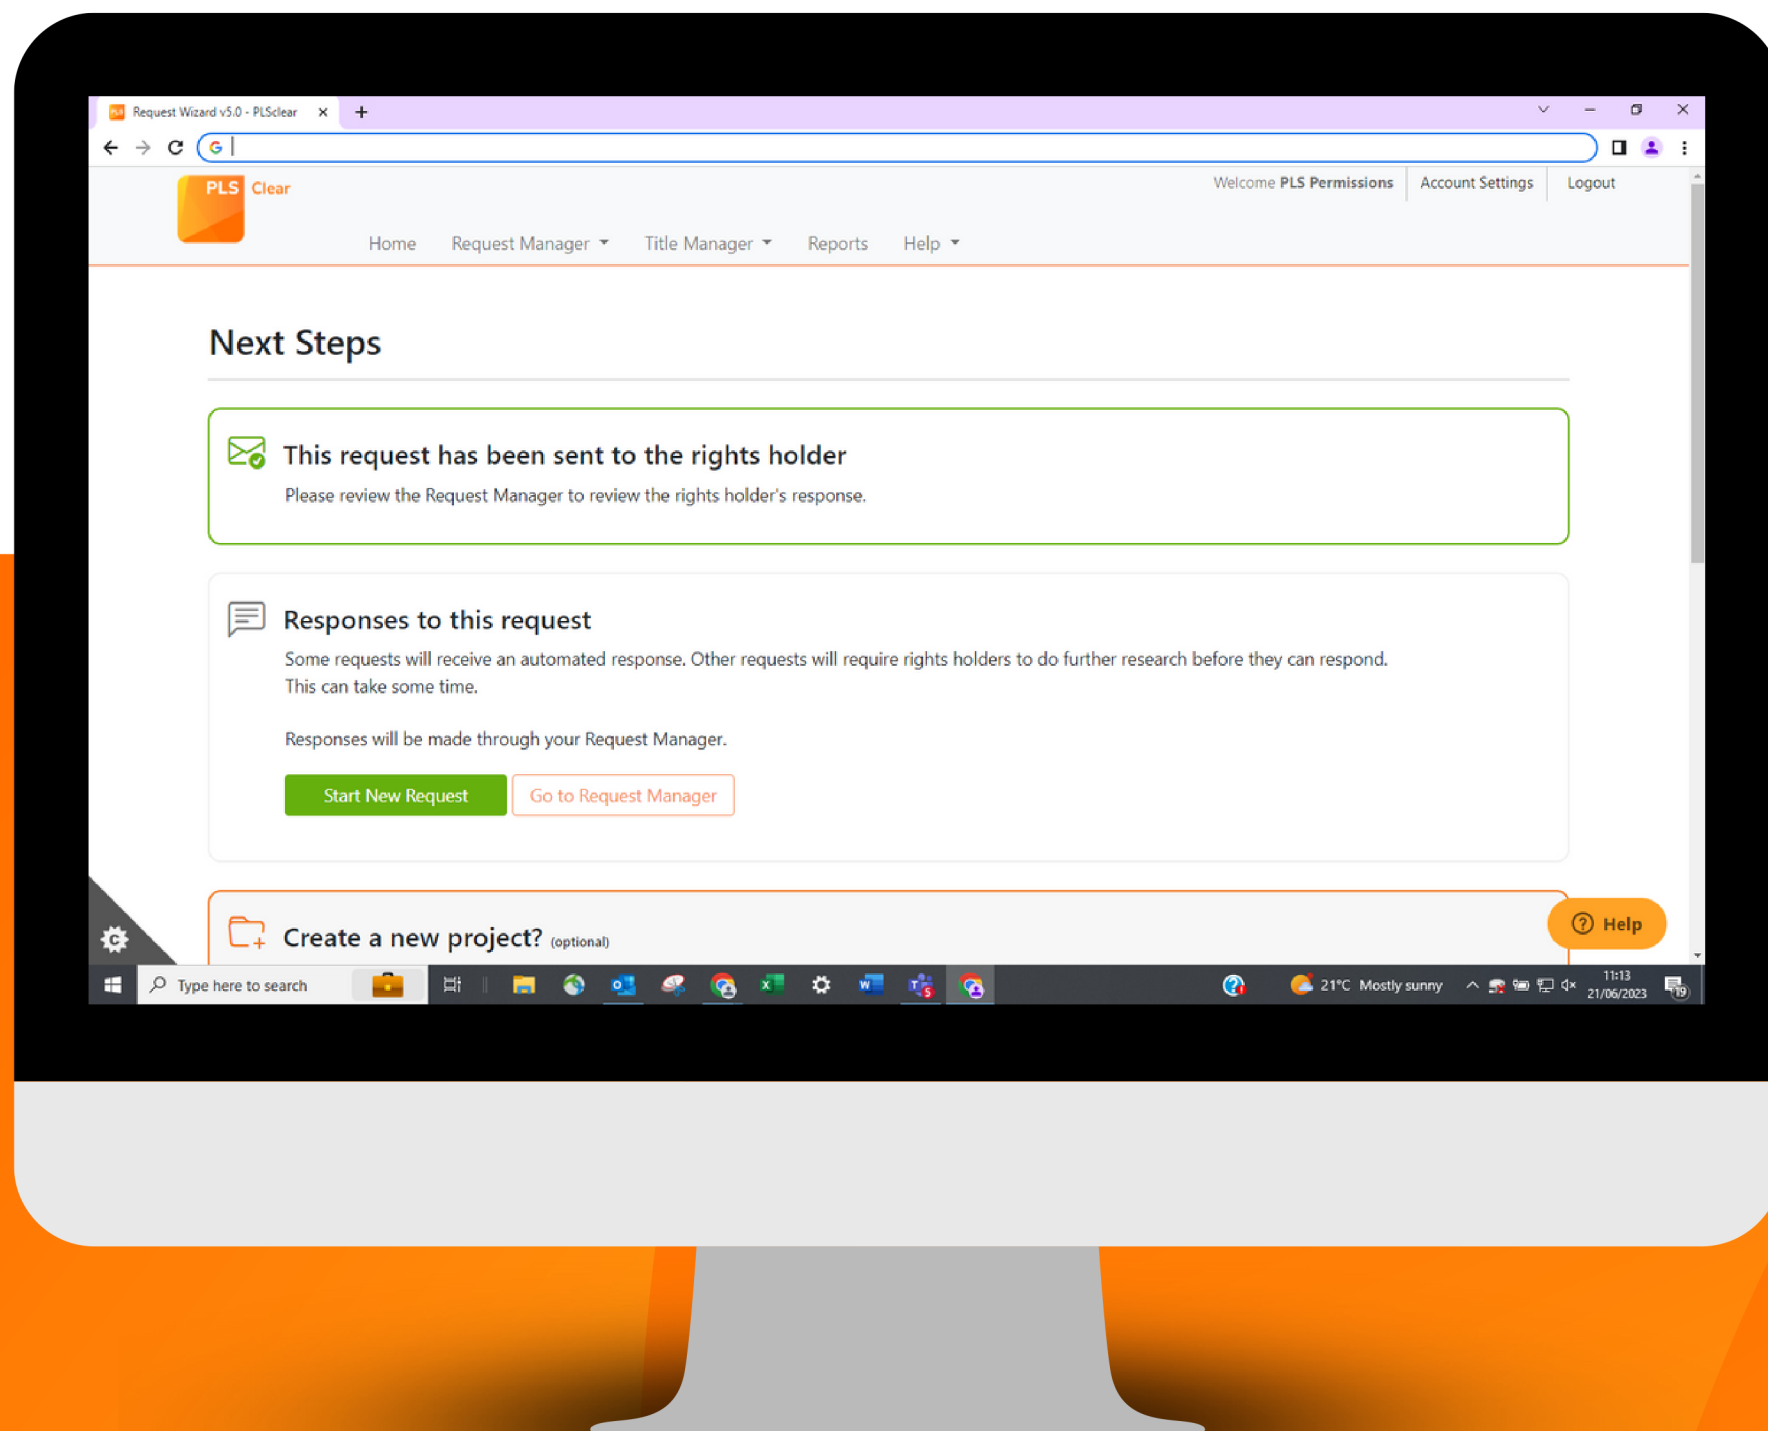 Request Wizard v5.0 - PLSclear
PLS Clear
Welcome PLS Permissions Account Settings Logout
Home Request Manager Title Manager Reports Help
Next Steps
This request has been sent to the rights holder
Please review the Request Manager to review the rights holder's response.
Responses to this request
Some requests will receive an automated response. Other requests will require rights holders to do further research before they can respond.
This can take some time.
Responses will be made through your Request Manager.
Start New Request Go to Request Manager
Create a new project? (optional)
Help
Type here to search
21°C Mostly sunny
11:13
21/06/2023
19